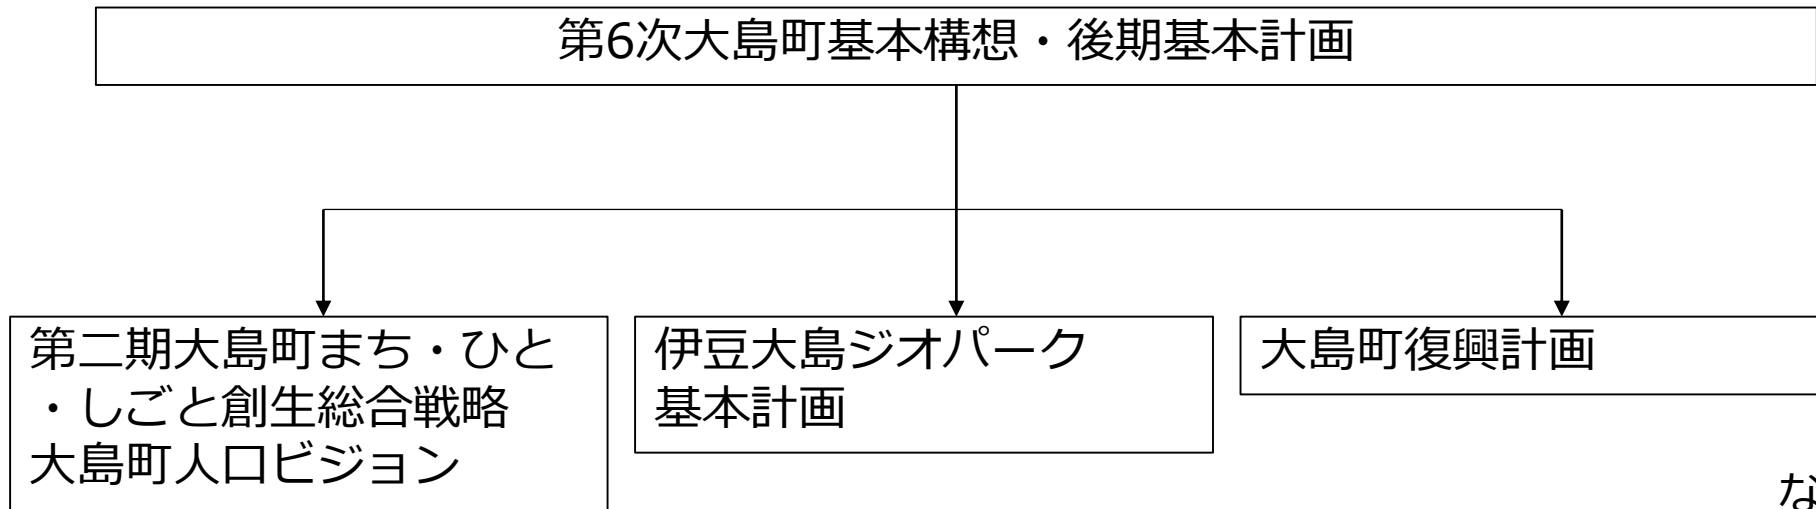 第6次大島町基本構想・後期基本計画
第二期大島町まち・ひと
・しごと創生総合戦略
大島町人口ビジョン
伊豆大島ジオパーク
基本計画
大島町復興計画
な